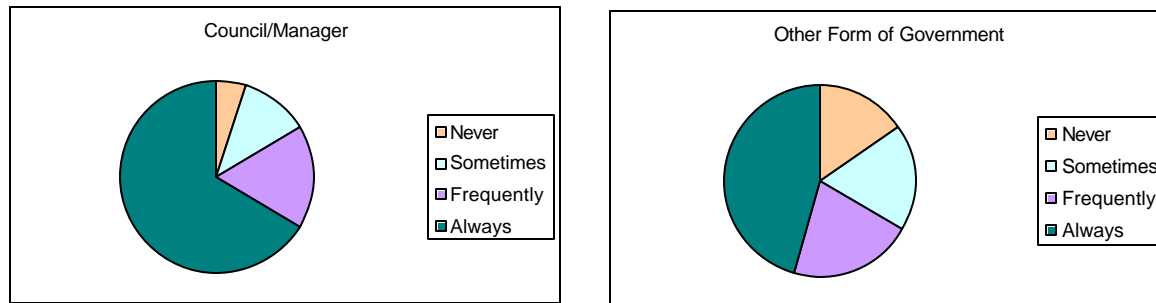 Council/Manager
Never
Sometimes
Frequently
Always
Other Form of Government
Never
Sometimes
Frequently
Always